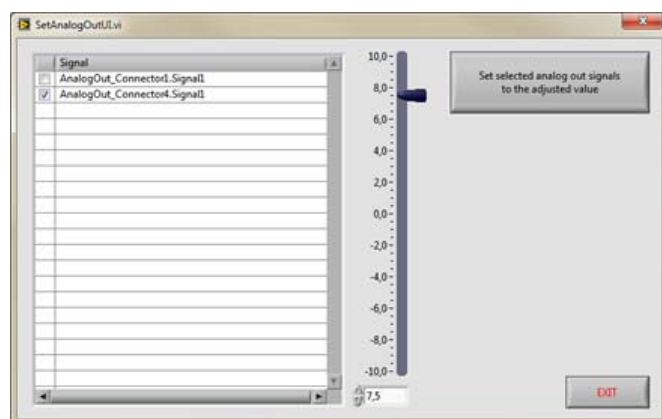 SetAnalogOutUI.vi
Signal
AnalogOut_Connector1.Signal1
AnalogOut_Connector4.Signal1
10,0
8,0
6,0
4,0
2,0
0,0
-2,0
-4,0
-6,0
-8,0
-10,0
7,5
Set selected analog out signals
to the adjusted value
EXIT